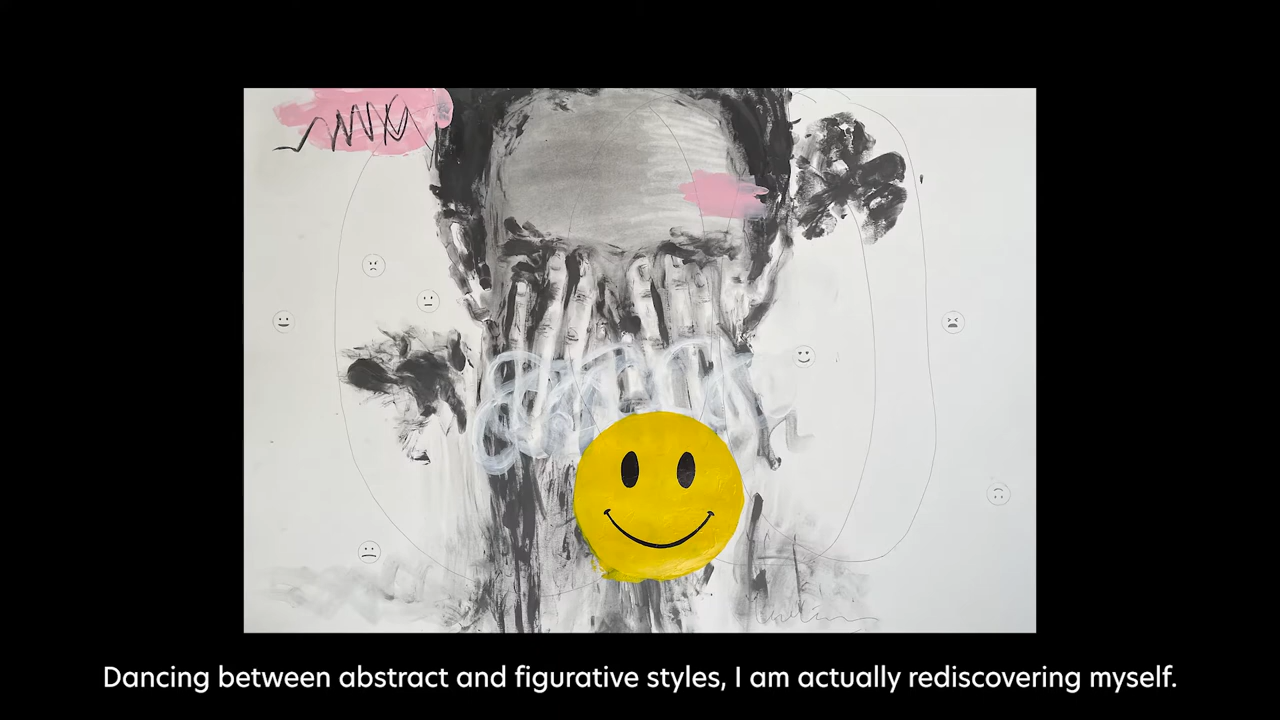 Dancing between abstract and figurative styles, I am actually rediscovering myself.